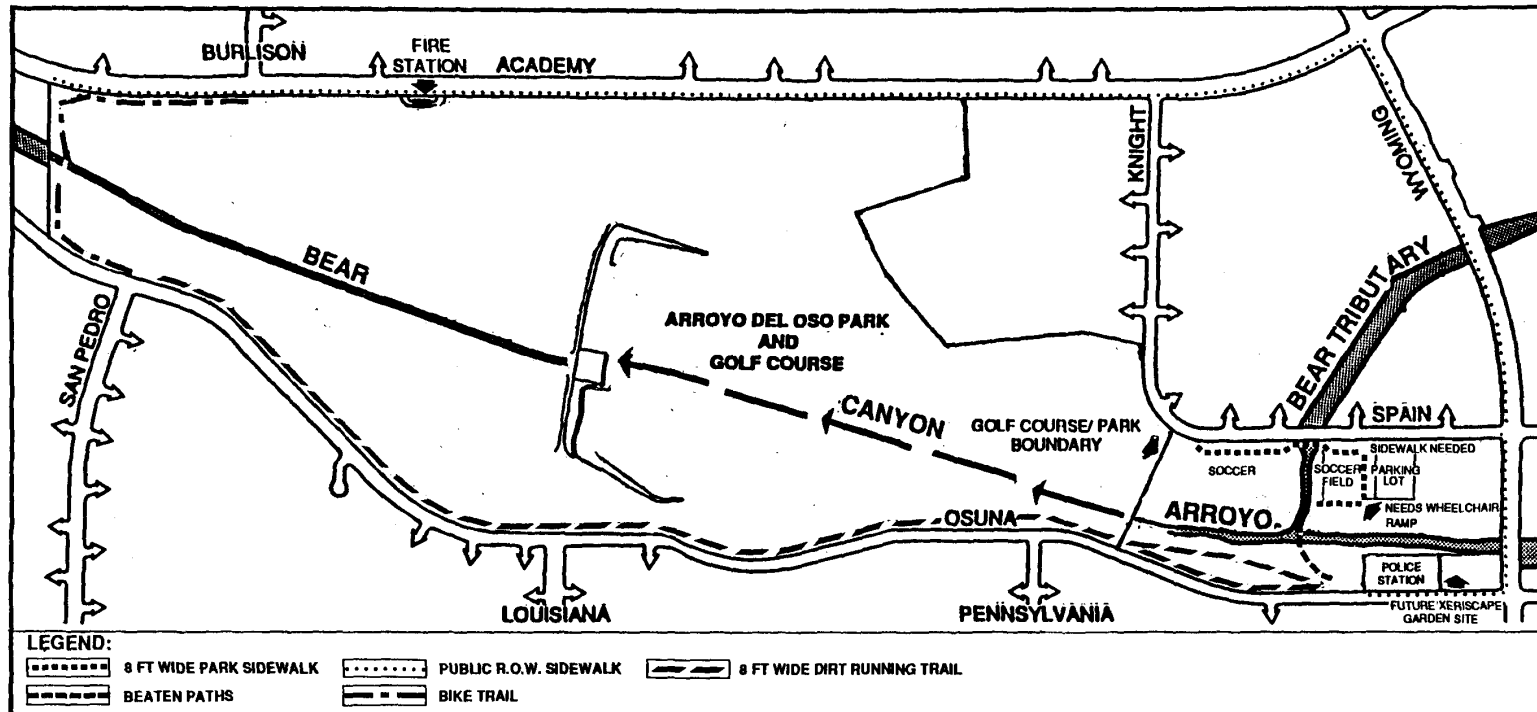 BURLISON
FIRE
STATION
ACADEMY
KNIGHT
WYOMING
BEAR
ARROYO DEL OSO PARK
AND
GOLF COURSE
BEAR TRIBUTARY
SAN PEDRO
CANYON
GOLF COURSE/ PARK
BOUNDARY
SPAIN
SOCCER
SOCCER
FIELD
SIDEWALK NEEDED
PARKING
LOT
ARROYO
NEEDS WHEELCHAIR
RAMP
OSUNA
POLICE
STATION
FUTURE XERISCAPE
GARDEN SITE
LOUISIANA
PENNSYLVANIA
LEGEND:
8 FT WIDE PARK SIDEWALK
PUBLIC R.O.W. SIDEWALK
8 FT WIDE DIRT RUNNING TRAIL
BEATEN PATHS
BIKE TRAIL